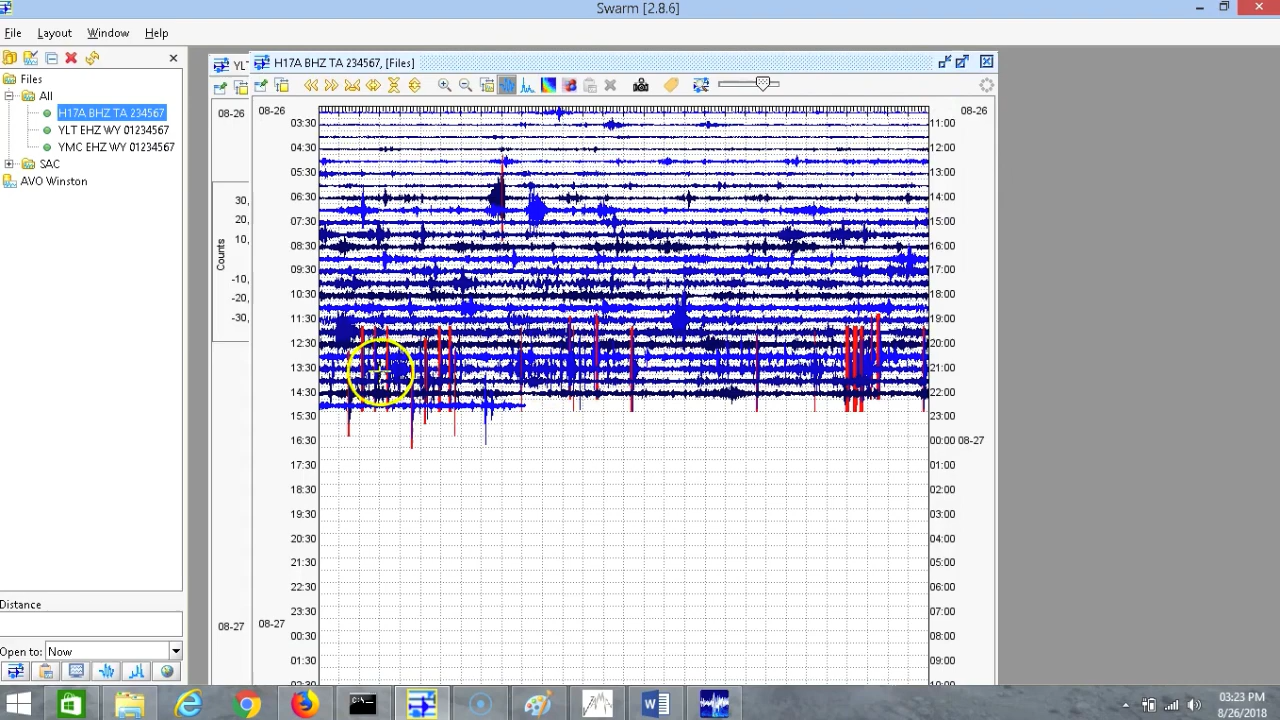 Swarm [2.8.6]
File Layout Window Help
Files
All
H17A BHZ TA 234567
YLT EHZ WY 01234567
YMC EHZ WY 01234567
SAC
AVO Winston
Distance
Open to: Now
YLT
08-26
30,
20,
10,
Counts
-10,
-20,
-30,
08-27
H17A BHZ TA 234567, [Files]
08-26 08-26
03:30 11:00
04:30 12:00
05:30 13:00
06:30 14:00
07:30 15:00
08:30 16:00
09:30 17:00
10:30 18:00
11:30 19:00
12:30 20:00
13:30 21:00
14:30 22:00
15:30 23:00
16:30 00:00 08-27
17:30 01:00
18:30 02:00
19:30 03:00
20:30 04:00
21:30 05:00
22:30 06:00
23:30 07:00
08-27 00:30 08:00
01:30 09:00
02:30 10:00
C:\.
03:23 PM
8/26/2018